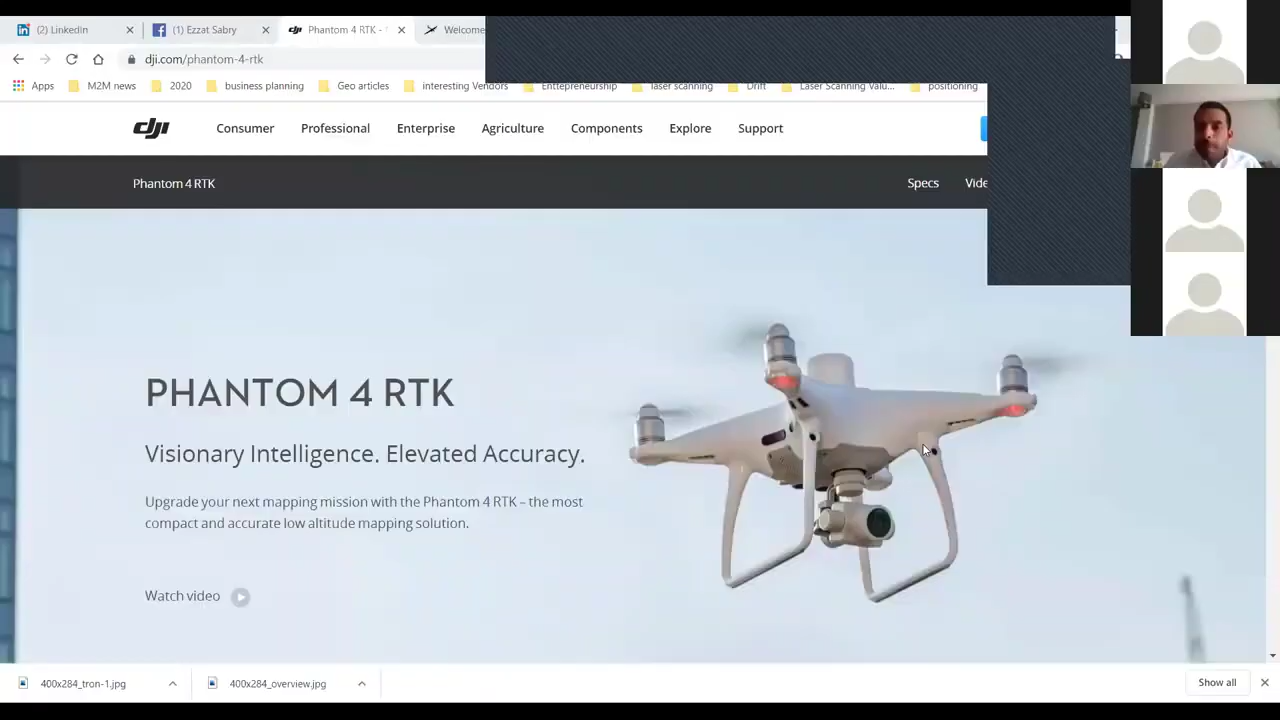 (2) LinkedIn
(1) Ezzat Sabry
Phantom 4 RTK -
Welcome
dji.com/phantom-4-rtk
Apps
M2M news
2020
business planning
Geo articles
interesting Vendors
Enttepeneurship
laser scanning
Drift
Laser Scanning Valu...
positioning
dji
Consumer
Professional
Enterprise
Agriculture
Components
Explore
Support
Phantom 4 RTK
Specs
PHANTOM 4 RTK
Visionary Intelligence. Elevated Accuracy.
Upgrade your next mapping mission with the Phantom 4 RTK – the most
compact and accurate low altitude mapping solution.
Watch video
400x284_tron-1.jpg
400x284_overview.jpg
Show all